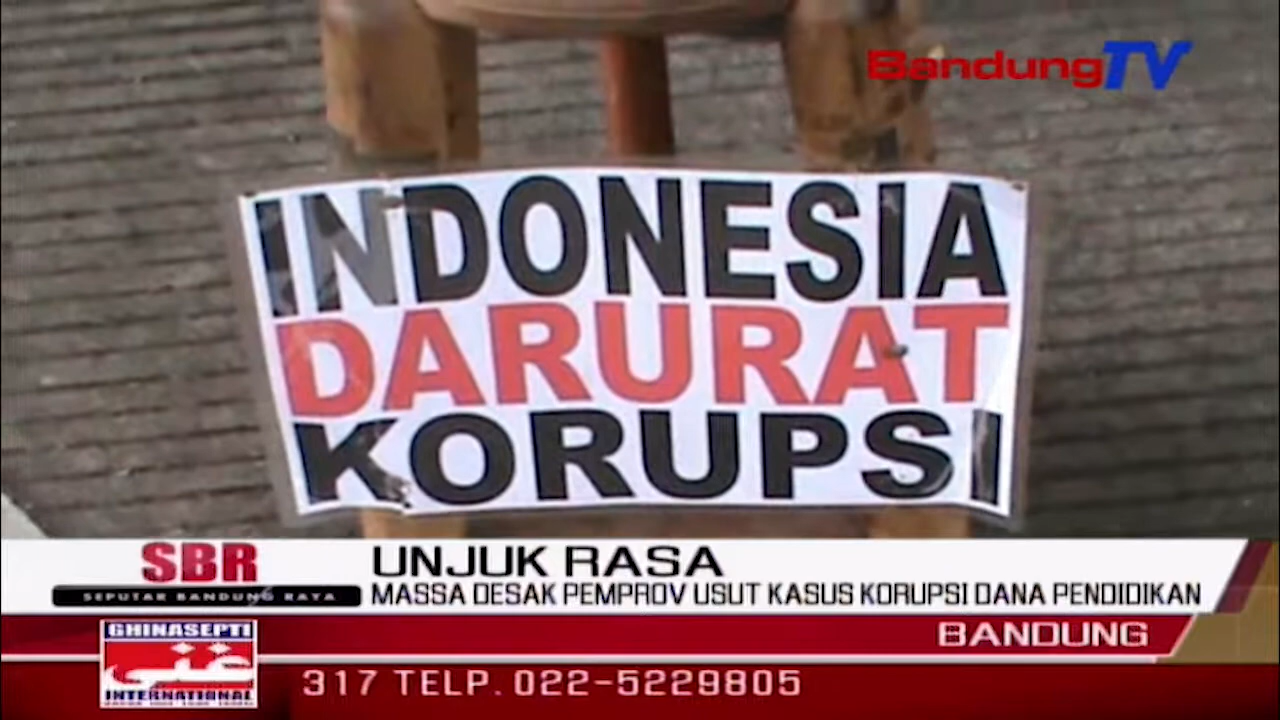 BandungTV
INDONESIA
DARURAT
KORUPSI
SBR
SEPUTAR BANDUNG RAYA
UNJUK RASA
MASSA DESAK PEMPROV USUT KASUS KORUPSI DANA PENDIDIKAN
BANDUNG
GHINASEPTI
غنى
INTERNATIONAL
317 TELP. 022-5229805